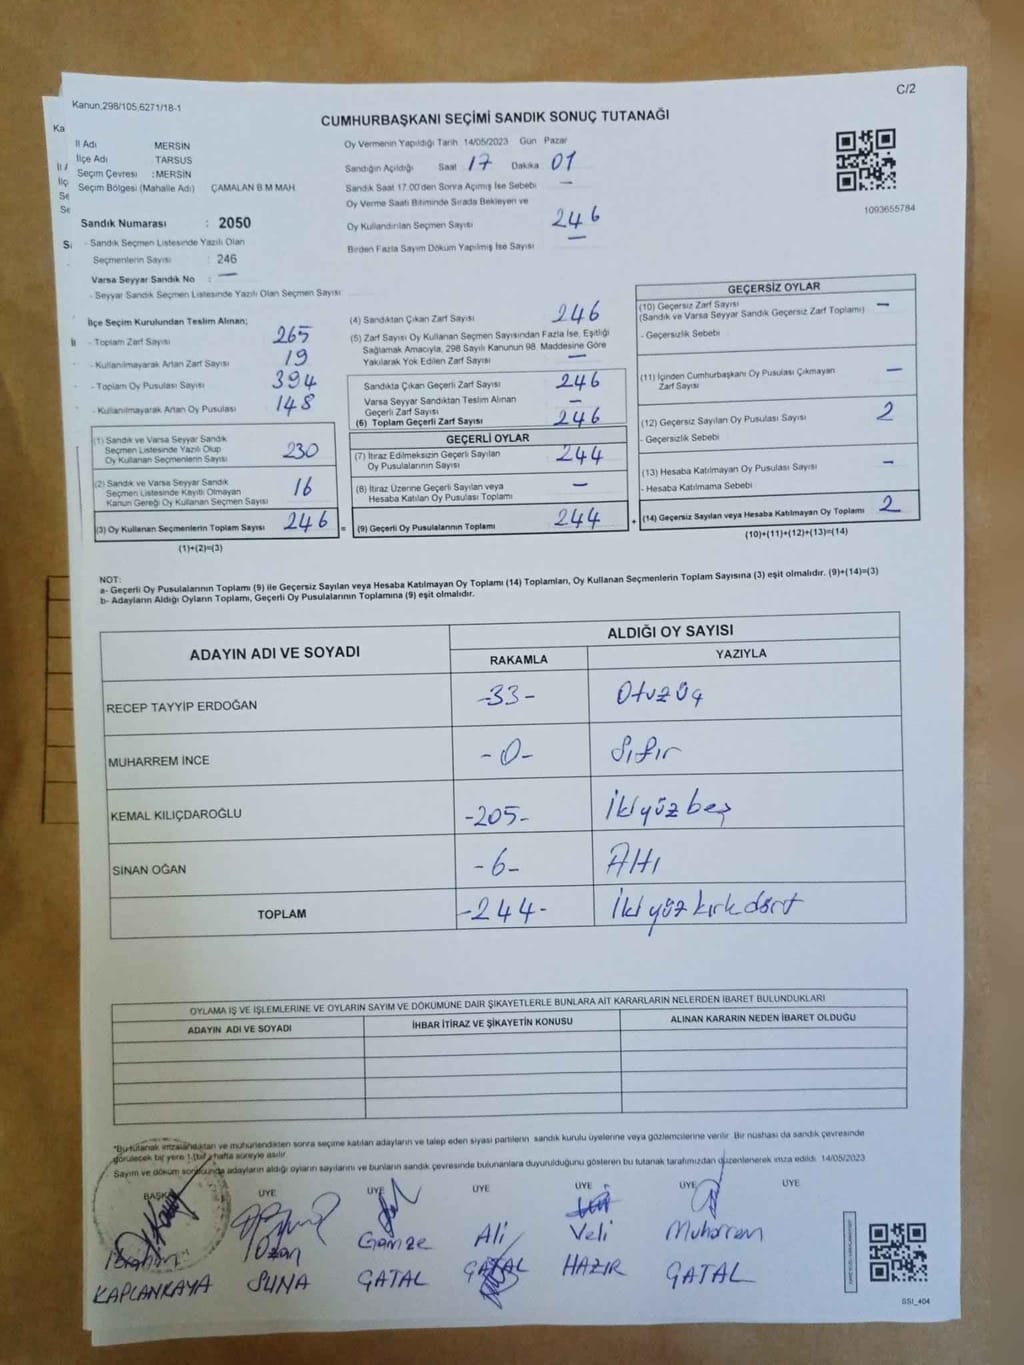 C/2
Kanun,298/105,6271/18-1
CUMHURBAŞKANI SEÇİMİ SANDIK SONUÇ TUTANAĞI
İl Adı MERSİN
İlçe Adı TARSUS
Seçim Çevresi :MERSİN
Seçim Bölgesi (Mahalle Adı) ÇAMALAN B.M MAH.
Sandık Numarası : 2050
- Sandık Seçmen Listesinde Yazılı Olan
Seçmenlerin Sayısı : 246
Varsa Seyyar Sandık No : —
- Seyyar Sandık Seçmen Listesinde Yazılı Olan Seçmen Sayısı
Oy Vermenin Yapıldığı Tarih 14/05/2023 Gün Pazar
Sandığın Açıldığı Saat 17 Dakika 01
Sandık Saat 17.00'den Sonra Açımış İse Sebebi —
Oy Verme Saati Bitiminde Sırada Bekleyen ve
Oy Kullandırılan Seçmen Sayısı 246
Birden Fazla Sayım Döküm Yapılmış İse Sayısı —
1093655784
İlçe Seçim Kurulundan Teslim Alınan;
- Toplam Zarf Sayısı 265
- Kullanılmayarak Artan Zarf Sayısı 19
- Toplam Oy Pusulası Sayısı 394
- Kullanılmayarak Artan Oy Pusulası 148
(1) Sandık ve Varsa Seyyar Sandık
Seçmen Listesinde Yazılı Olup
Oy Kullanan Seçmenlerin Sayısı 230
(2) Sandık ve Varsa Seyyar Sandık
Seçmen Listesinde Kayıtlı Olmayan
Kanun Gereği Oy Kullanan Seçmen Sayısı 16
(3) Oy Kullanan Seçmenlerin Toplam Sayısı 246 =
(1)+(2)=(3)
(4) Sandıktan Çıkan Zarf Sayısı 246
(5) Zarf Sayısı Oy Kullanan Seçmen Sayısından Fazla İse, Eşitliği
Sağlamak Amacıyla, 298 Sayılı Kanunun 98. Maddesine Göre
Yakılarak Yok Edilen Zarf Sayısı —
Sandıkta Çıkan Geçerli Zarf Sayısı 246
Varsa Seyyar Sandıktan Teslim Alınan
Geçerli Zarf Sayısı —
(6) Toplam Geçerli Zarf Sayısı 246
GEÇERLİ OYLAR
(7) İtiraz Edilmeksizin Geçerli Sayılan
Oy Pusulalarının Sayısı 244
(8) İtiraz Üzerine Geçerli Sayılan veya
Hesaba Katılan Oy Pusulası Toplamı —
(9) Geçerli Oy Pusulalarının Toplamı 244 +
GEÇERSİZ OYLAR
(10) Geçersiz Zarf Sayısı —
(Sandık ve Varsa Seyyar Sandık Geçersiz Zarf Toplamı)
- Geçersizlik Sebebi
(11) İçinden Cumhurbaşkanı Oy Pusulası Çıkmayan
Zarf Sayısı —
(12) Geçersiz Sayılan Oy Pusulası Sayısı 2
- Geçersizlik Sebebi
(13) Hesaba Katılmayan Oy Pusulası Sayısı —
- Hesaba Katılmama Sebebi
(14) Geçersiz Sayılan veya Hesaba Katılmayan Oy Toplamı 2
(10)+(11)+(12)+(13)=(14)
NOT:
a- Geçerli Oy Pusulalarının Toplamı (9) ile Geçersiz Sayılan veya Hesaba Katılmayan Oy Toplamı (14) Toplamları, Oy Kullanan Seçmenlerin Toplam Sayısına (3) eşit olmalıdır. (9)+(14)=(3)
b- Adayların Aldığı Oyların Toplamı, Geçerli Oy Pusulalarının Toplamına (9) eşit olmalıdır.
ADAYIN ADI VE SOYADI ALDIĞI OY SAYISI
RAKAMLA YAZIYLA
RECEP TAYYİP ERDOĞAN -33- Otuzüç
MUHARREM İNCE -0- Sıfır
KEMAL KILIÇDAROĞLU -205- İkiyüzbeş
SİNAN OĞAN -6- Altı
TOPLAM -244- İkiyüzkırkdört
OYLAMA İŞ VE İŞLEMLERİNE VE OYLARIN SAYIM VE DÖKÜMÜNE DAİR ŞİKAYETLERLE BUNLARA AİT KARARLARIN NELERDEN İBARET BULUNDUKLARI
ADAYIN ADI VE SOYADI İHBAR İTİRAZ VE ŞİKAYETİN KONUSU ALINAN KARARIN NEDEN İBARET OLDUĞU
*Bu tutanak imzalandıktan ve mühürlendikten sonra seçime katılan adayların ve talep eden siyasi partilerin sandık kurulu üyelerine veya gözlemcilerine verilir. Bir nüshası da sandık çevresinde
görülecek bir yere 1 (bir) hafta süreyle asılır.
Sayım ve döküm sonucunda adayların aldığı oyların sayılarını ve bunların sandık çevresinde bulunanlara duyurulduğunu gösteren bu tutanak tarafımızdan düzenlenerek imza edildi. 14/05/2023
BAŞKAN ÜYE ÜYE ÜYE ÜYE ÜYE ÜYE
İbrahim Ozan Gamze Ali Veli Muharrem
KAPLANKAYA SUNA GATAL GATAL HAZIR GATAL
SSI_404